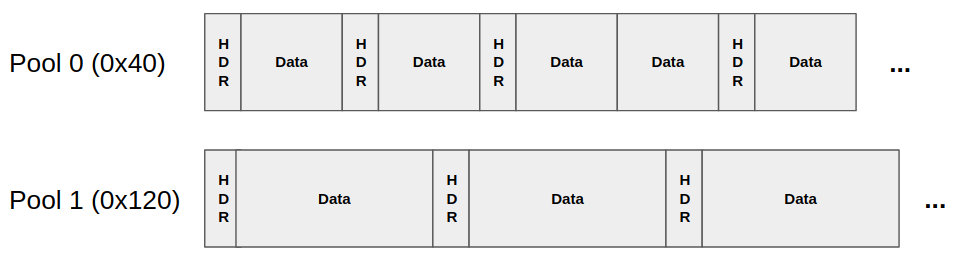 Pool 0 (0x40)
HDR
Data
HDR
Data
HDR
Data
Data
HDR
Data
...
Pool 1 (0x120)
HDR
Data
HDR
Data
HDR
Data
...